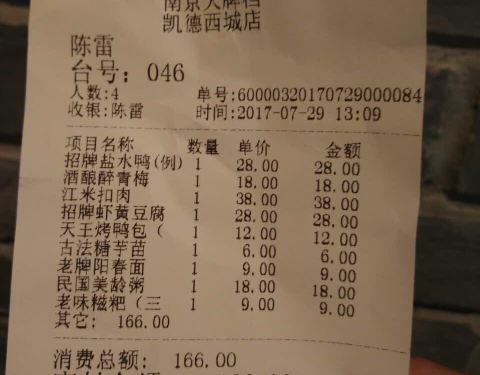 南京大牌档
凯德西城店
陈雷
台号: 046
人数:4 单号:60000320170729000084
收银:陈雷 时间:2017-07-29 13:09
项目名称 数量 单价 金额
招牌盐水鸭(例) 1 28.00 28.00
酒酿醉青梅 1 18.00 18.00
江米扣肉 1 38.00 38.00
招牌虾黄豆腐 1 28.00 28.00
天王烤鸭包( 1 12.00 12.00
古法糖芋苗 1 6.00 6.00
老牌阳春面 1 9.00 9.00
民国美龄粥 1 18.00 18.00
老味糍粑(三 1 9.00 9.00
其它: 166.00
消费总额: 166.00